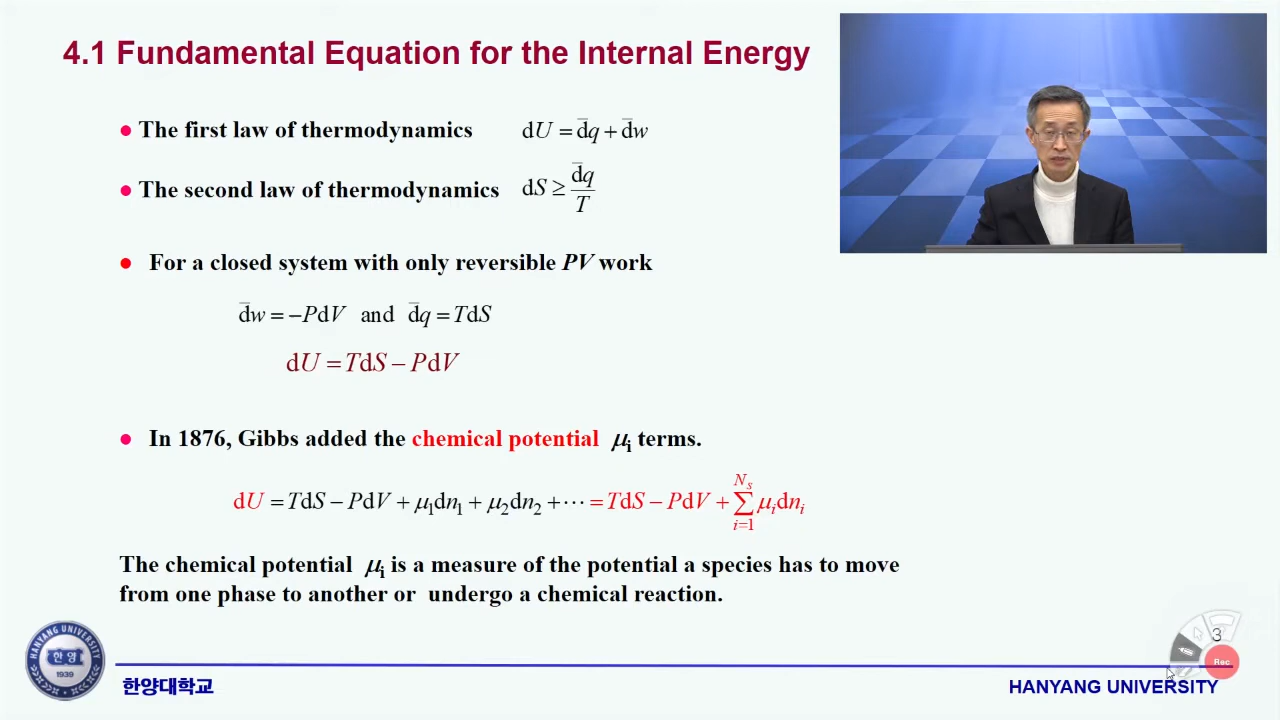 4.1 Fundamental Equation for the Internal Energy
● The first law of thermodynamics dU = đq + đw
● The second law of thermodynamics dS ≥ đq/T
● For a closed system with only reversible PV work
đw = −PdV and đq = TdS
dU = TdS − PdV
● In 1876, Gibbs added the chemical potential μi terms.
dU = TdS − PdV + μ₁dn₁ + μ₂dn₂ + ⋯ = TdS − PdV + ∑_{i=1}^{N_s} μ_i dn_i
The chemical potential μi is a measure of the potential a species has to move
from one phase to another or undergo a chemical reaction.
3
Rec
HANYANG UNIVERSITY
한양
1939
한양대학교
HANYANG UNIVERSITY